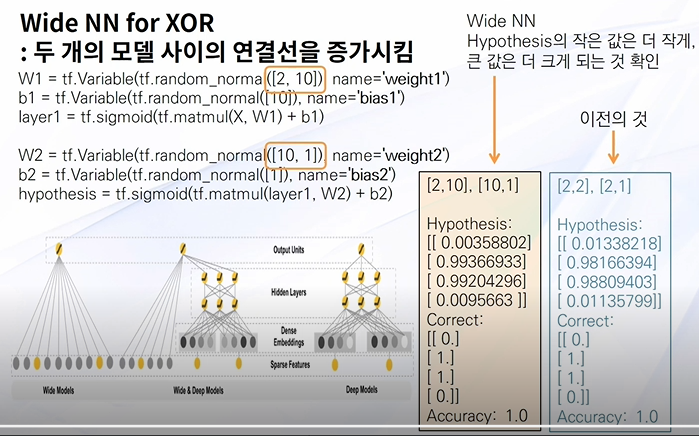 Wide NN for XOR
: 두 개의 모델 사이의 연결선을 증가시킴
W1 = tf.Variable(tf.random_normal([2, 10]), name='weight1')
b1 = tf.Variable(tf.random_normal([10]), name='bias1')
layer1 = tf.sigmoid(tf.matmul(X, W1) + b1)
W2 = tf.Variable(tf.random_normal([10, 1]), name='weight2')
b2 = tf.Variable(tf.random_normal([1]), name='bias2')
hypothesis = tf.sigmoid(tf.matmul(layer1, W2) + b2)
Wide NN
Hypothesis의 작은 값은 더 작게,
큰 값은 더 크게 되는 것 확인
이전의 것
[2,10], [10,1]
Hypothesis:
[[ 0.00358802]
[ 0.99366933]
[ 0.99204296]
[ 0.0095663 ]]
Correct:
[[ 0.]
[ 1.]
[ 1.]
[ 0.]]
Accuracy: 1.0
[2,2], [2,1]
Hypothesis:
[[ 0.01338218]
[ 0.98166394]
[ 0.98809403]
[ 0.01135799]]
Correct:
[[ 0.]
[ 1.]
[ 1.]
[ 0.]]
Accuracy: 1.0
Output Units
Hidden Layers
Dense
Embeddings
Sparse Features
Wide Models
Wide & Deep Models
Deep Models